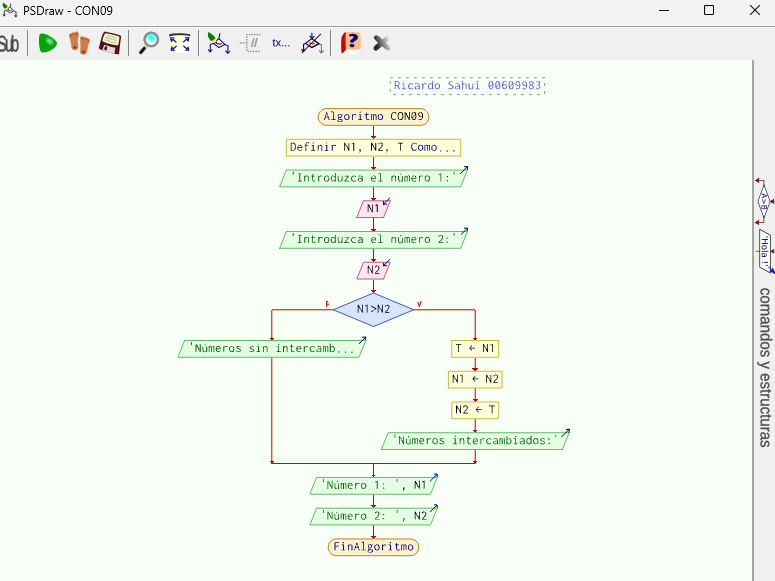 PSDraw - CON09
Sub
// tx... ?
Ricardo Sahuí 00609983
Algoritmo CON09
Definir N1, N2, T Como...
'Introduzca el número 1:'
N1
'Introduzca el número 2:'
N2
N1>N2
F V
'Números sin intercamb...
T ← N1
N1 ← N2
N2 ← T
'Números intercambiados:'
'Número 1: ', N1
'Número 2: ', N2
FinAlgoritmo
A>B
'Hola !'
comandos y estructuras